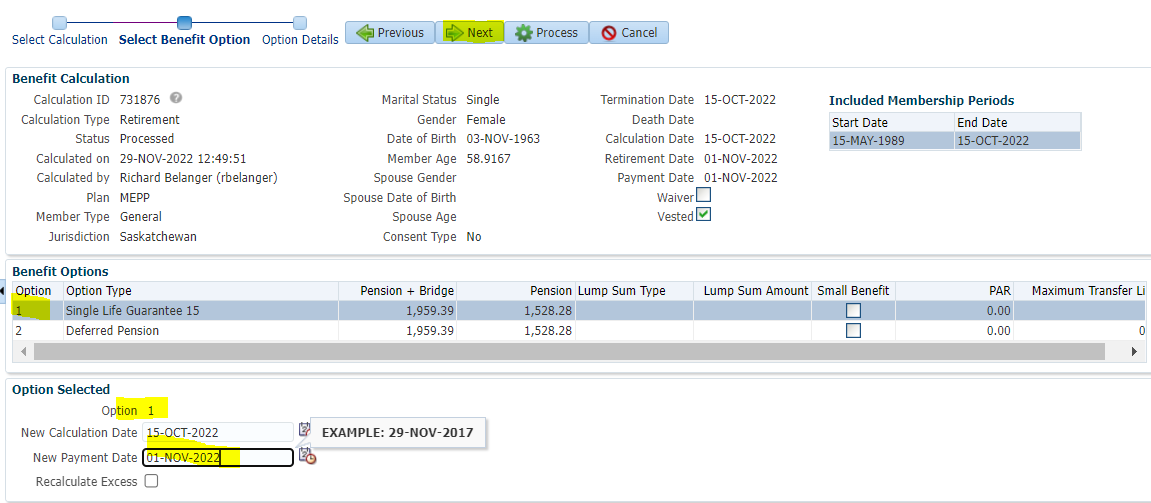 Select Calculation Select Benefit Option Option Details Previous Next Process Cancel
Benefit Calculation
Calculation ID 731876 ? Marital Status Single Termination Date 15-OCT-2022 Included Membership Periods
Calculation Type Retirement Gender Female Death Date Start Date End Date
Status Processed Date of Birth 03-NOV-1963 Calculation Date 15-OCT-2022 15-MAY-1989 15-OCT-2022
Calculated on 29-NOV-2022 12:49:51 Member Age 58.9167 Retirement Date 01-NOV-2022
Calculated by Richard Belanger (rbelanger) Spouse Gender Payment Date 01-NOV-2022
Plan MEPP Spouse Date of Birth Waiver
Member Type General Spouse Age Vested
Jurisdiction Saskatchewan Consent Type No
Benefit Options
Option Option Type Pension + Bridge Pension Lump Sum Type Lump Sum Amount Small Benefit PAR Maximum Transfer Li
1 Single Life Guarantee 15 1,959.39 1,528.28 0.00
2 Deferred Pension 1,959.39 1,528.28 0.00 0
Option Selected
Option 1
New Calculation Date 15-OCT-2022 EXAMPLE: 29-NOV-2017
New Payment Date 01-NOV-2022
Recalculate Excess